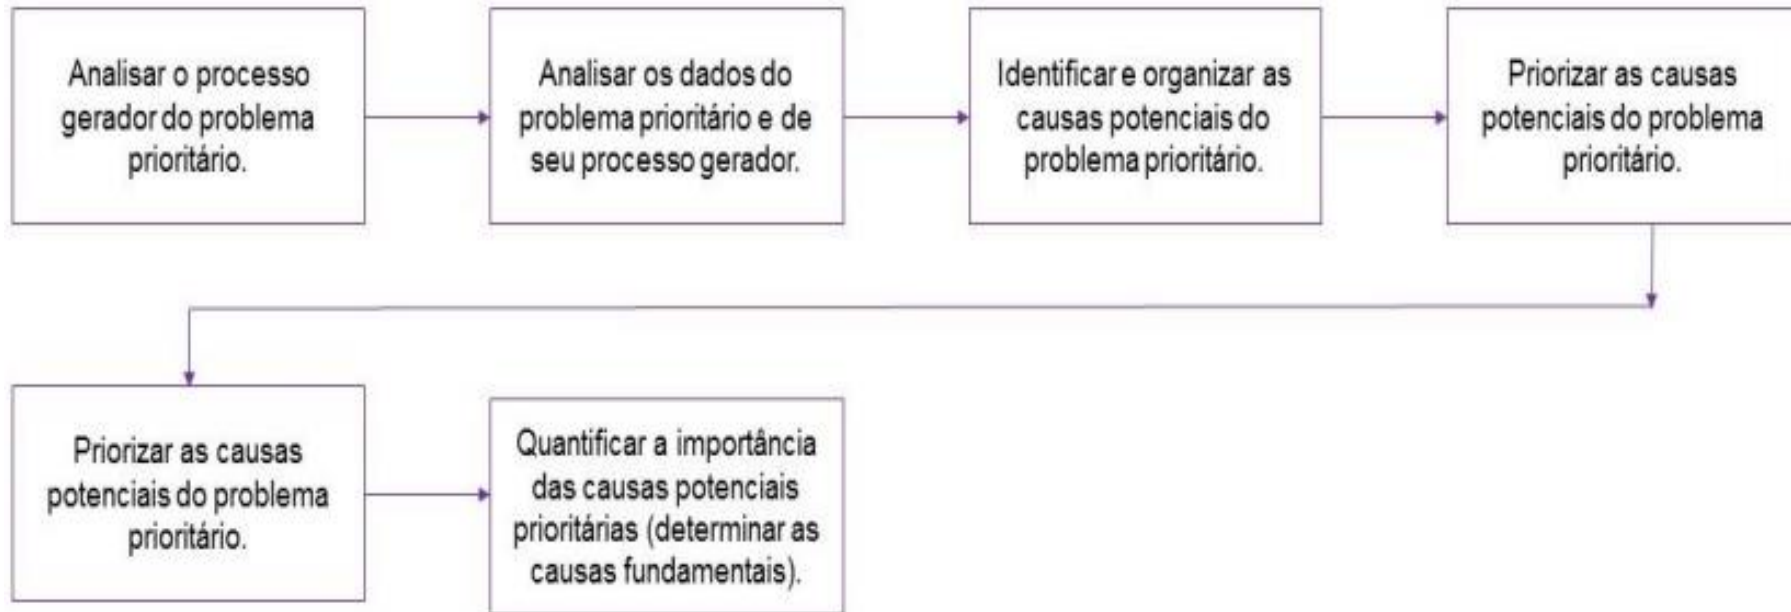 Analisar o processo
gerador do problema
prioritário.
Analisar os dados do
problema prioritário e de
seu processo gerador.
Identificar e organizar as
causas potenciais do
problema prioritário.
Priorizar as causas
potenciais do problema
prioritário.
Priorizar as causas
potenciais do problema
prioritário.
Quantificar a importância
das causas potenciais
prioritárias (determinar as
causas fundamentais).